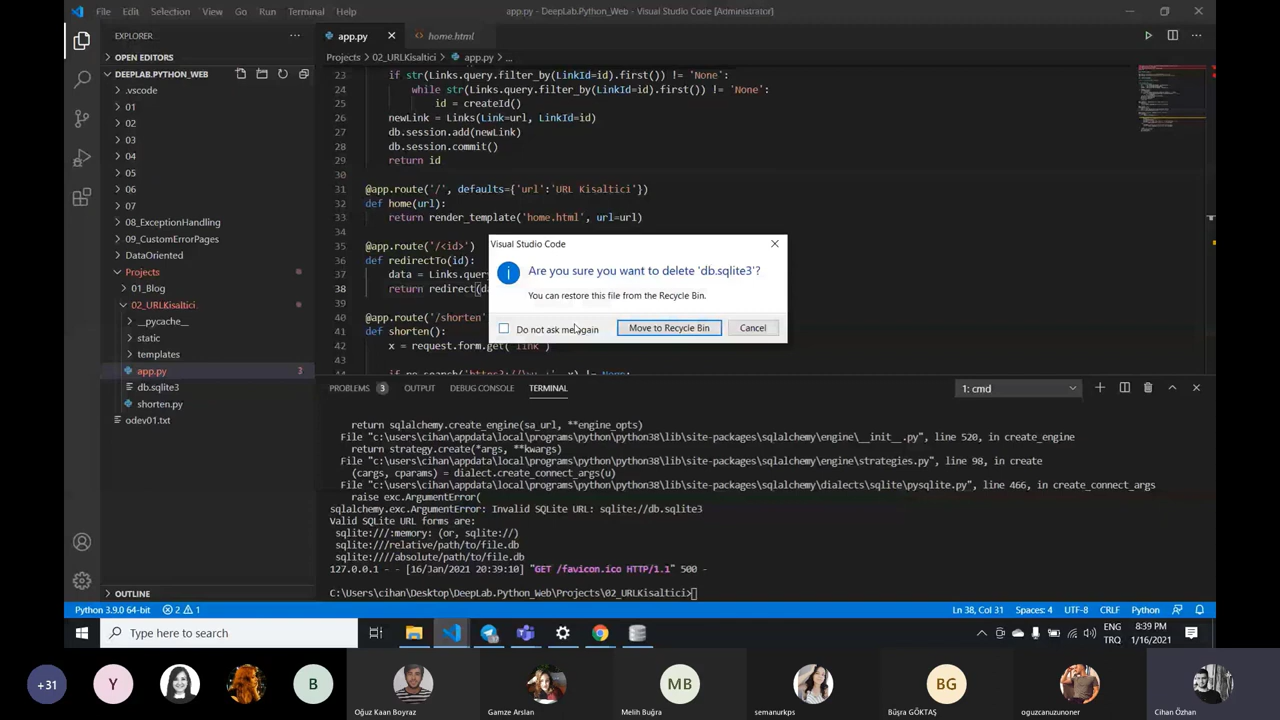 File Edit Selection View Go Run Terminal Help
app.py - DeepLab.Python_Web - Visual Studio Code [Administrator]
EXPLORER
OPEN EDITORS
DEEPLAB.PYTHON_WEB
.vscode
01
02
03
04
05
06
07
08_ExceptionHandling
09_CustomErrorPages
DataOriented
Projects
01_Blog
02_URLKisaltici
__pycache__
static
templates
app.py 3
db.sqlite3
shorten.py
odev01.txt
OUTLINE
app.py
home.html
Projects > 02_URLKisaltici > app.py > ...
23 if str(Links.query.filter_by(LinkId=id).first()) != 'None':
24 while str(Links.query.filter_by(LinkId=id).first()) != 'None':
25 id = createId()
26 newLink = Links(Link=url, LinkId=id)
27 db.session.add(newLink)
28 db.session.commit()
29 return id
30
31 @app.route('/', defaults={'url':'URL Kisaltici'})
32 def home(url):
33 return render_template('home.html', url=url)
34
35 @app.route('/<id>')
36 def redirectTo(id):
37 data = Links.que
38 return redirect(d
39
40 @app.route('/shorten'
41 def shorten():
42 x = request.form.get('link')
43
44
Visual Studio Code
Are you sure you want to delete 'db.sqlite3'?
You can restore this file from the Recycle Bin.
Do not ask me again
Move to Recycle Bin
Cancel
PROBLEMS 3 OUTPUT DEBUG CONSOLE TERMINAL
1: cmd
return sqlalchemy.create_engine(sa_url, **engine_opts)
File "c:\users\cihan\appdata\local\programs\python\python38\lib\site-packages\sqlalchemy\engine\__init__.py", line 520, in create_engine
return strategy.create(*args, **kwargs)
File "c:\users\cihan\appdata\local\programs\python\python38\lib\site-packages\sqlalchemy\engine\strategies.py", line 98, in create
(cargs, cparams) = dialect.create_connect_args(u)
File "c:\users\cihan\appdata\local\programs\python\python38\lib\site-packages\sqlalchemy\dialects\sqlite\pysqlite.py", line 466, in create_connect_args
raise exc.ArgumentError(
sqlalchemy.exc.ArgumentError: Invalid SQLite URL: sqlite://db.sqlite3
Valid SQLite URL forms are:
sqlite:///:memory: (or, sqlite://)
sqlite:///relative/path/to/file.db
sqlite:////absolute/path/to/file.db
127.0.0.1 - - [16/Jan/2021 20:39:10] "GET /favicon.ico HTTP/1.1" 500 -
C:\Users\cihan\Desktop\DeepLab.Python_Web\Projects\02_URLKisaltici>
Python 3.9.0 64-bit 2 1
Ln 38, Col 31 Spaces: 4 UTF-8 CRLF Python
Type here to search
ENG
TRQ
8:39 PM
1/16/2021
+31
Y
B
MB
BG
Oğuz Kaan Boyraz
Gamze Arslan
Melih Buğra
semanurkps
Büşra GÖKTAŞ
oguzcanuzunoner
Cihan Özhan